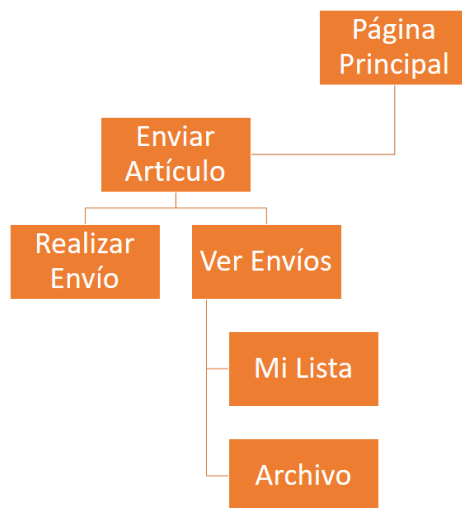 Página
Principal
Enviar
Artículo
Realizar
Envío
Ver Envíos
Mi Lista
Archivo